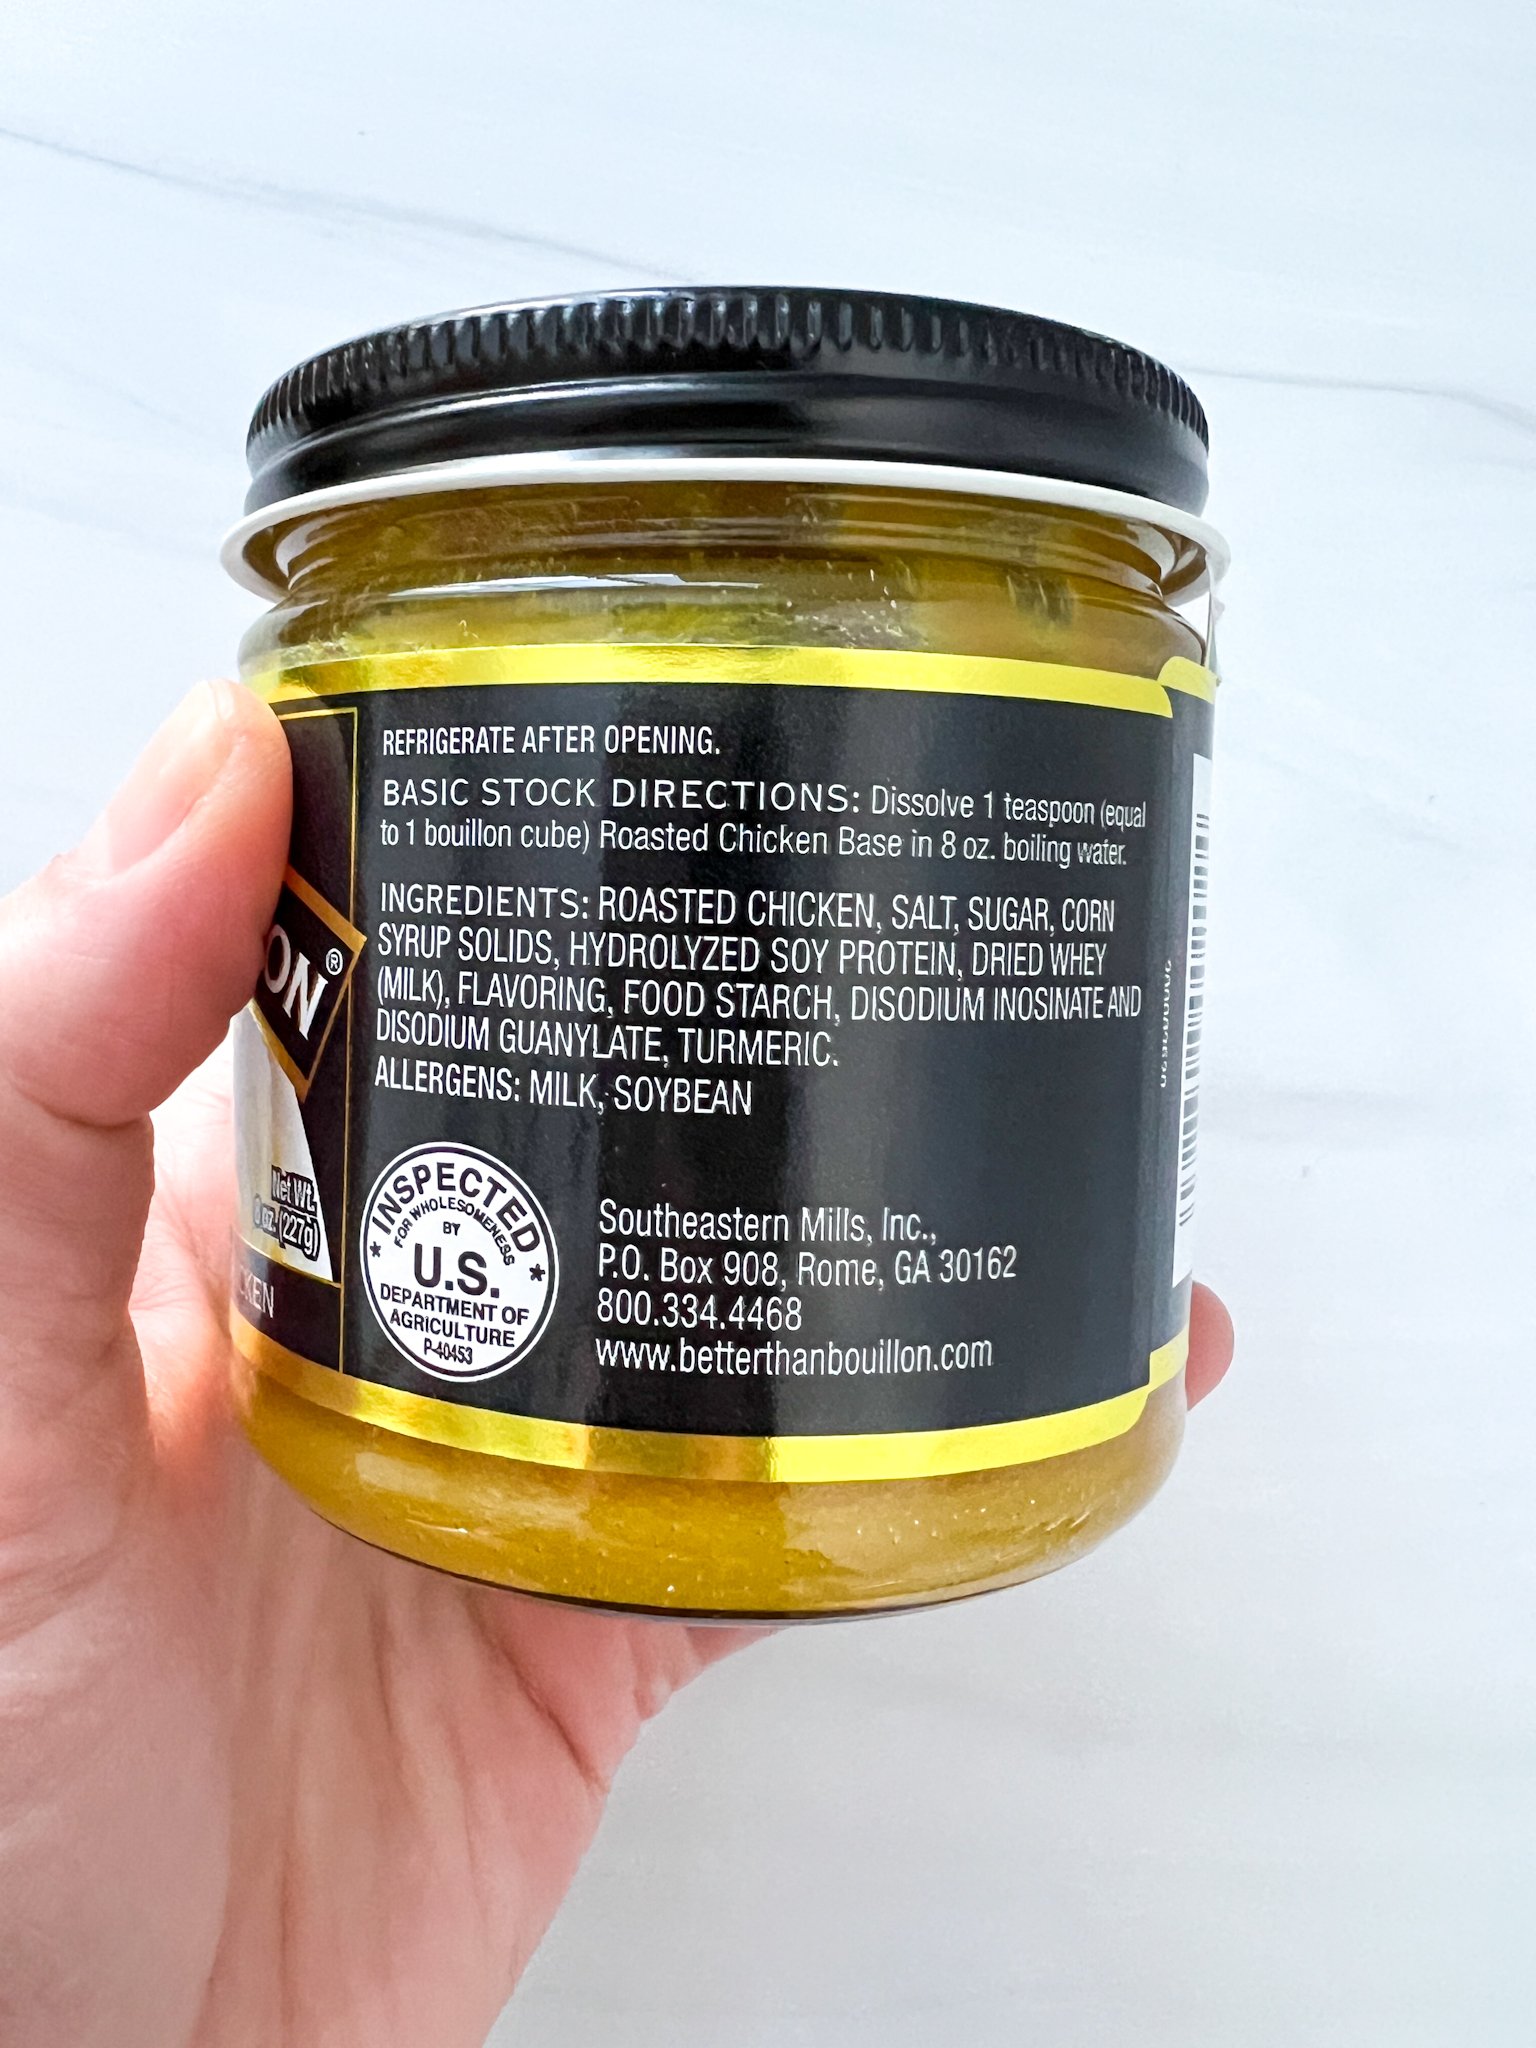 REFRIGERATE AFTER OPENING.
BASIC STOCK DIRECTIONS: Dissolve 1 teaspoon (equal
to 1 bouillon cube) Roasted Chicken Base in 8 oz. boiling water.
INGREDIENTS: ROASTED CHICKEN, SALT, SUGAR, CORN
SYRUP SOLIDS, HYDROLYZED SOY PROTEIN, DRIED WHEY
(MILK), FLAVORING, FOOD STARCH, DISODIUM INOSINATE AND
DISODIUM GUANYLATE, TURMERIC.
ALLERGENS: MILK, SOYBEAN
ON®
Net Wt.
8 oz. (227g)
CKEN
INSPECTED
FOR WHOLESOMENESS
BY
U.S.
DEPARTMENT OF
AGRICULTURE
P-40453
Southeastern Mills, Inc.,
P.O. Box 908, Rome, GA 30162
800.334.4468
www.betterthanbouillon.com